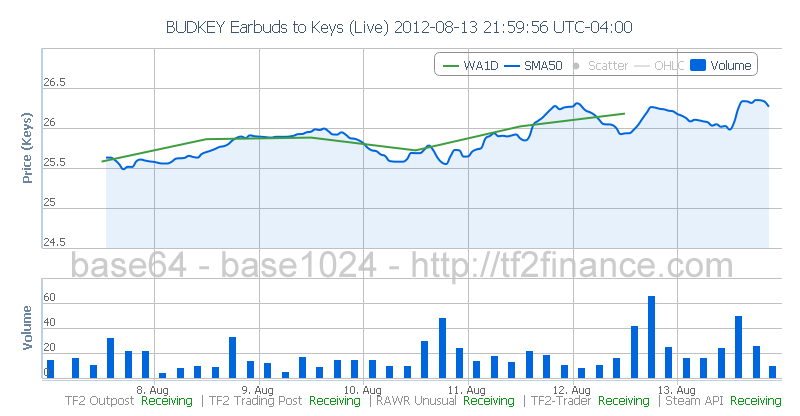 BUDKEY Earbuds to Keys (Live) 2012-08-13 21:59:56 UTC-04:00
WA1D SMA50 Scatter OHLC Volume
26.5
26
25.5
25
24.5
Price (Keys)
base64 - base1024 - http://tf2finance.com
60
40
20
0
Volume
8. Aug 9. Aug 10. Aug 11. Aug 12. Aug 13. Aug
TF2 Outpost Receiving | TF2 Trading Post Receiving | RAWR Unusual Receiving | TF2-Trader Receiving | Steam API Receiving